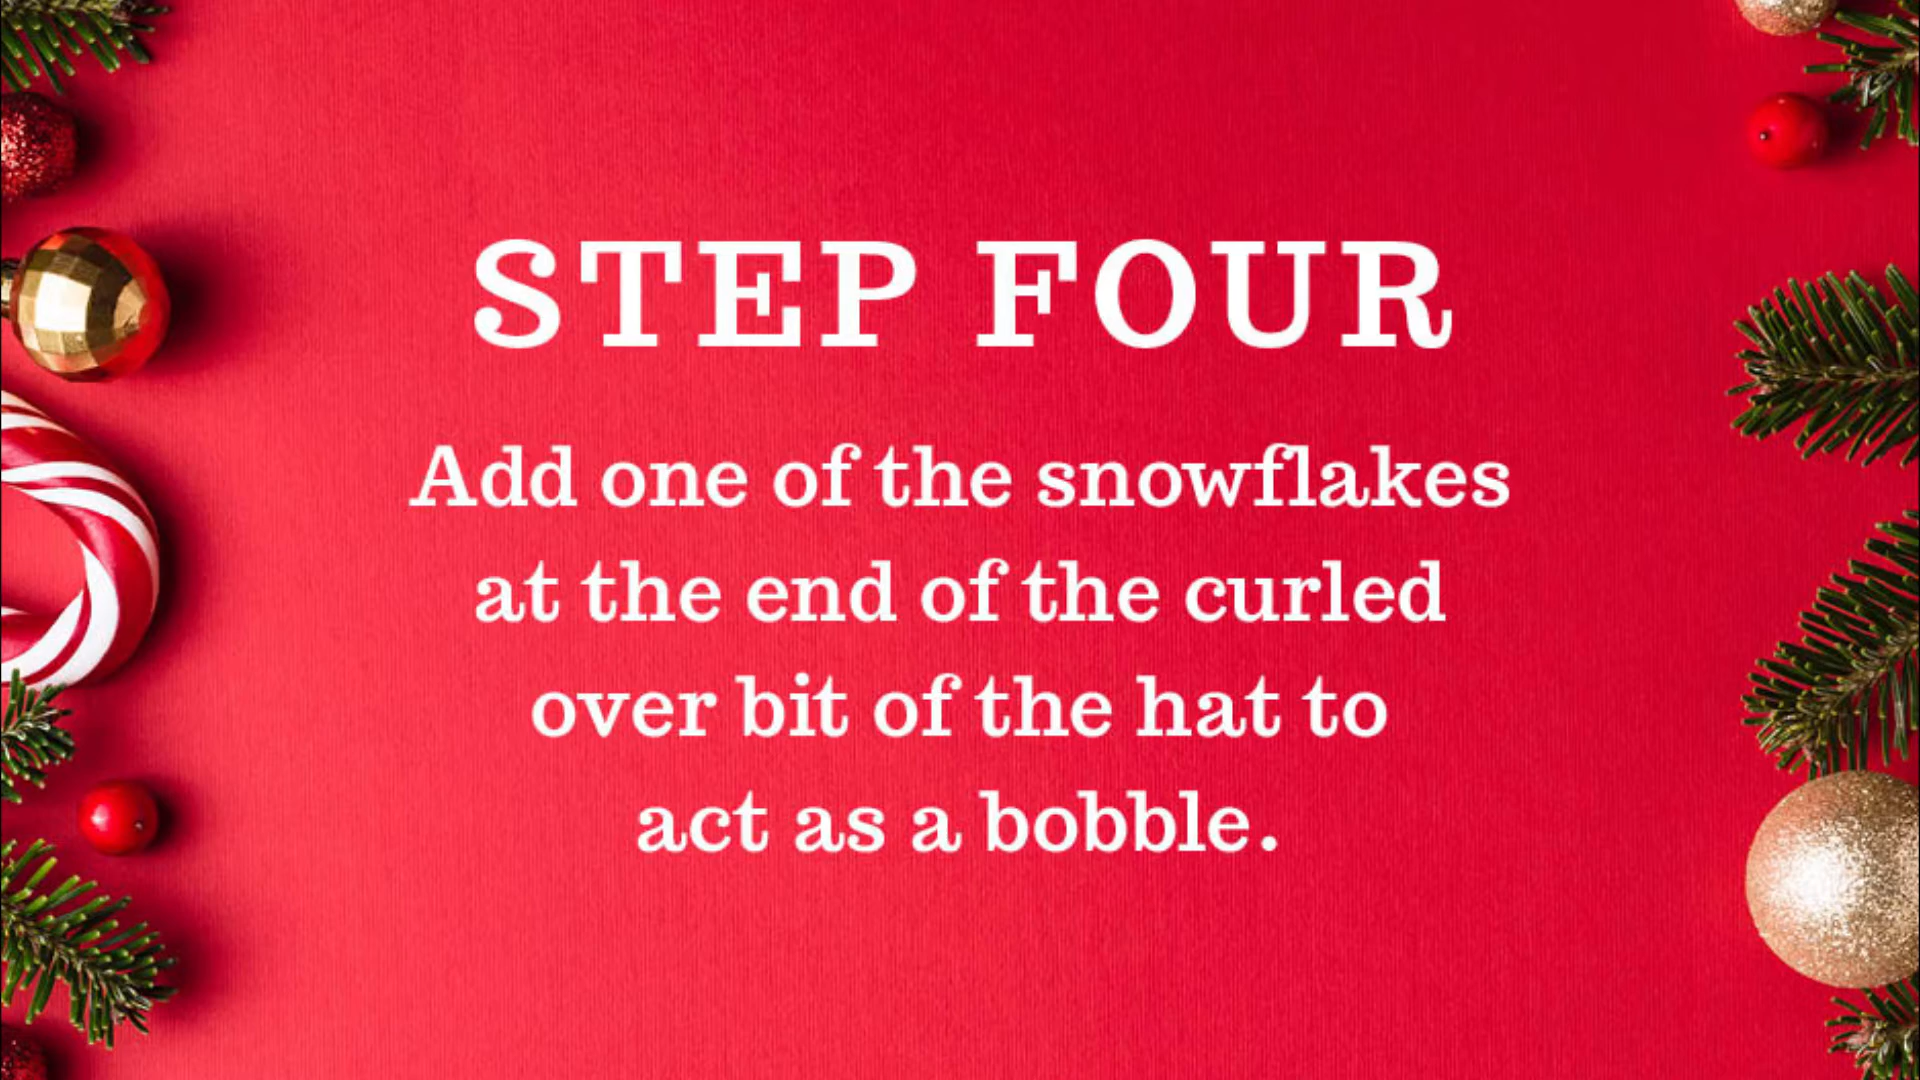 STEP FOUR
Add one of the snowflakes
at the end of the curled
over bit of the hat to
act as a bobble.